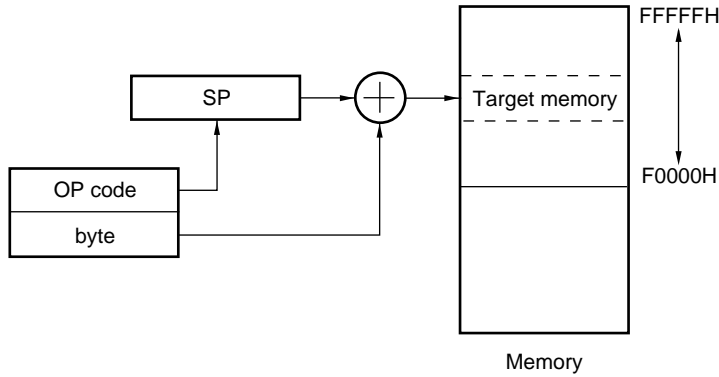 FFFFFH
SP
Target memory
OP code
F0000H
byte
Memory